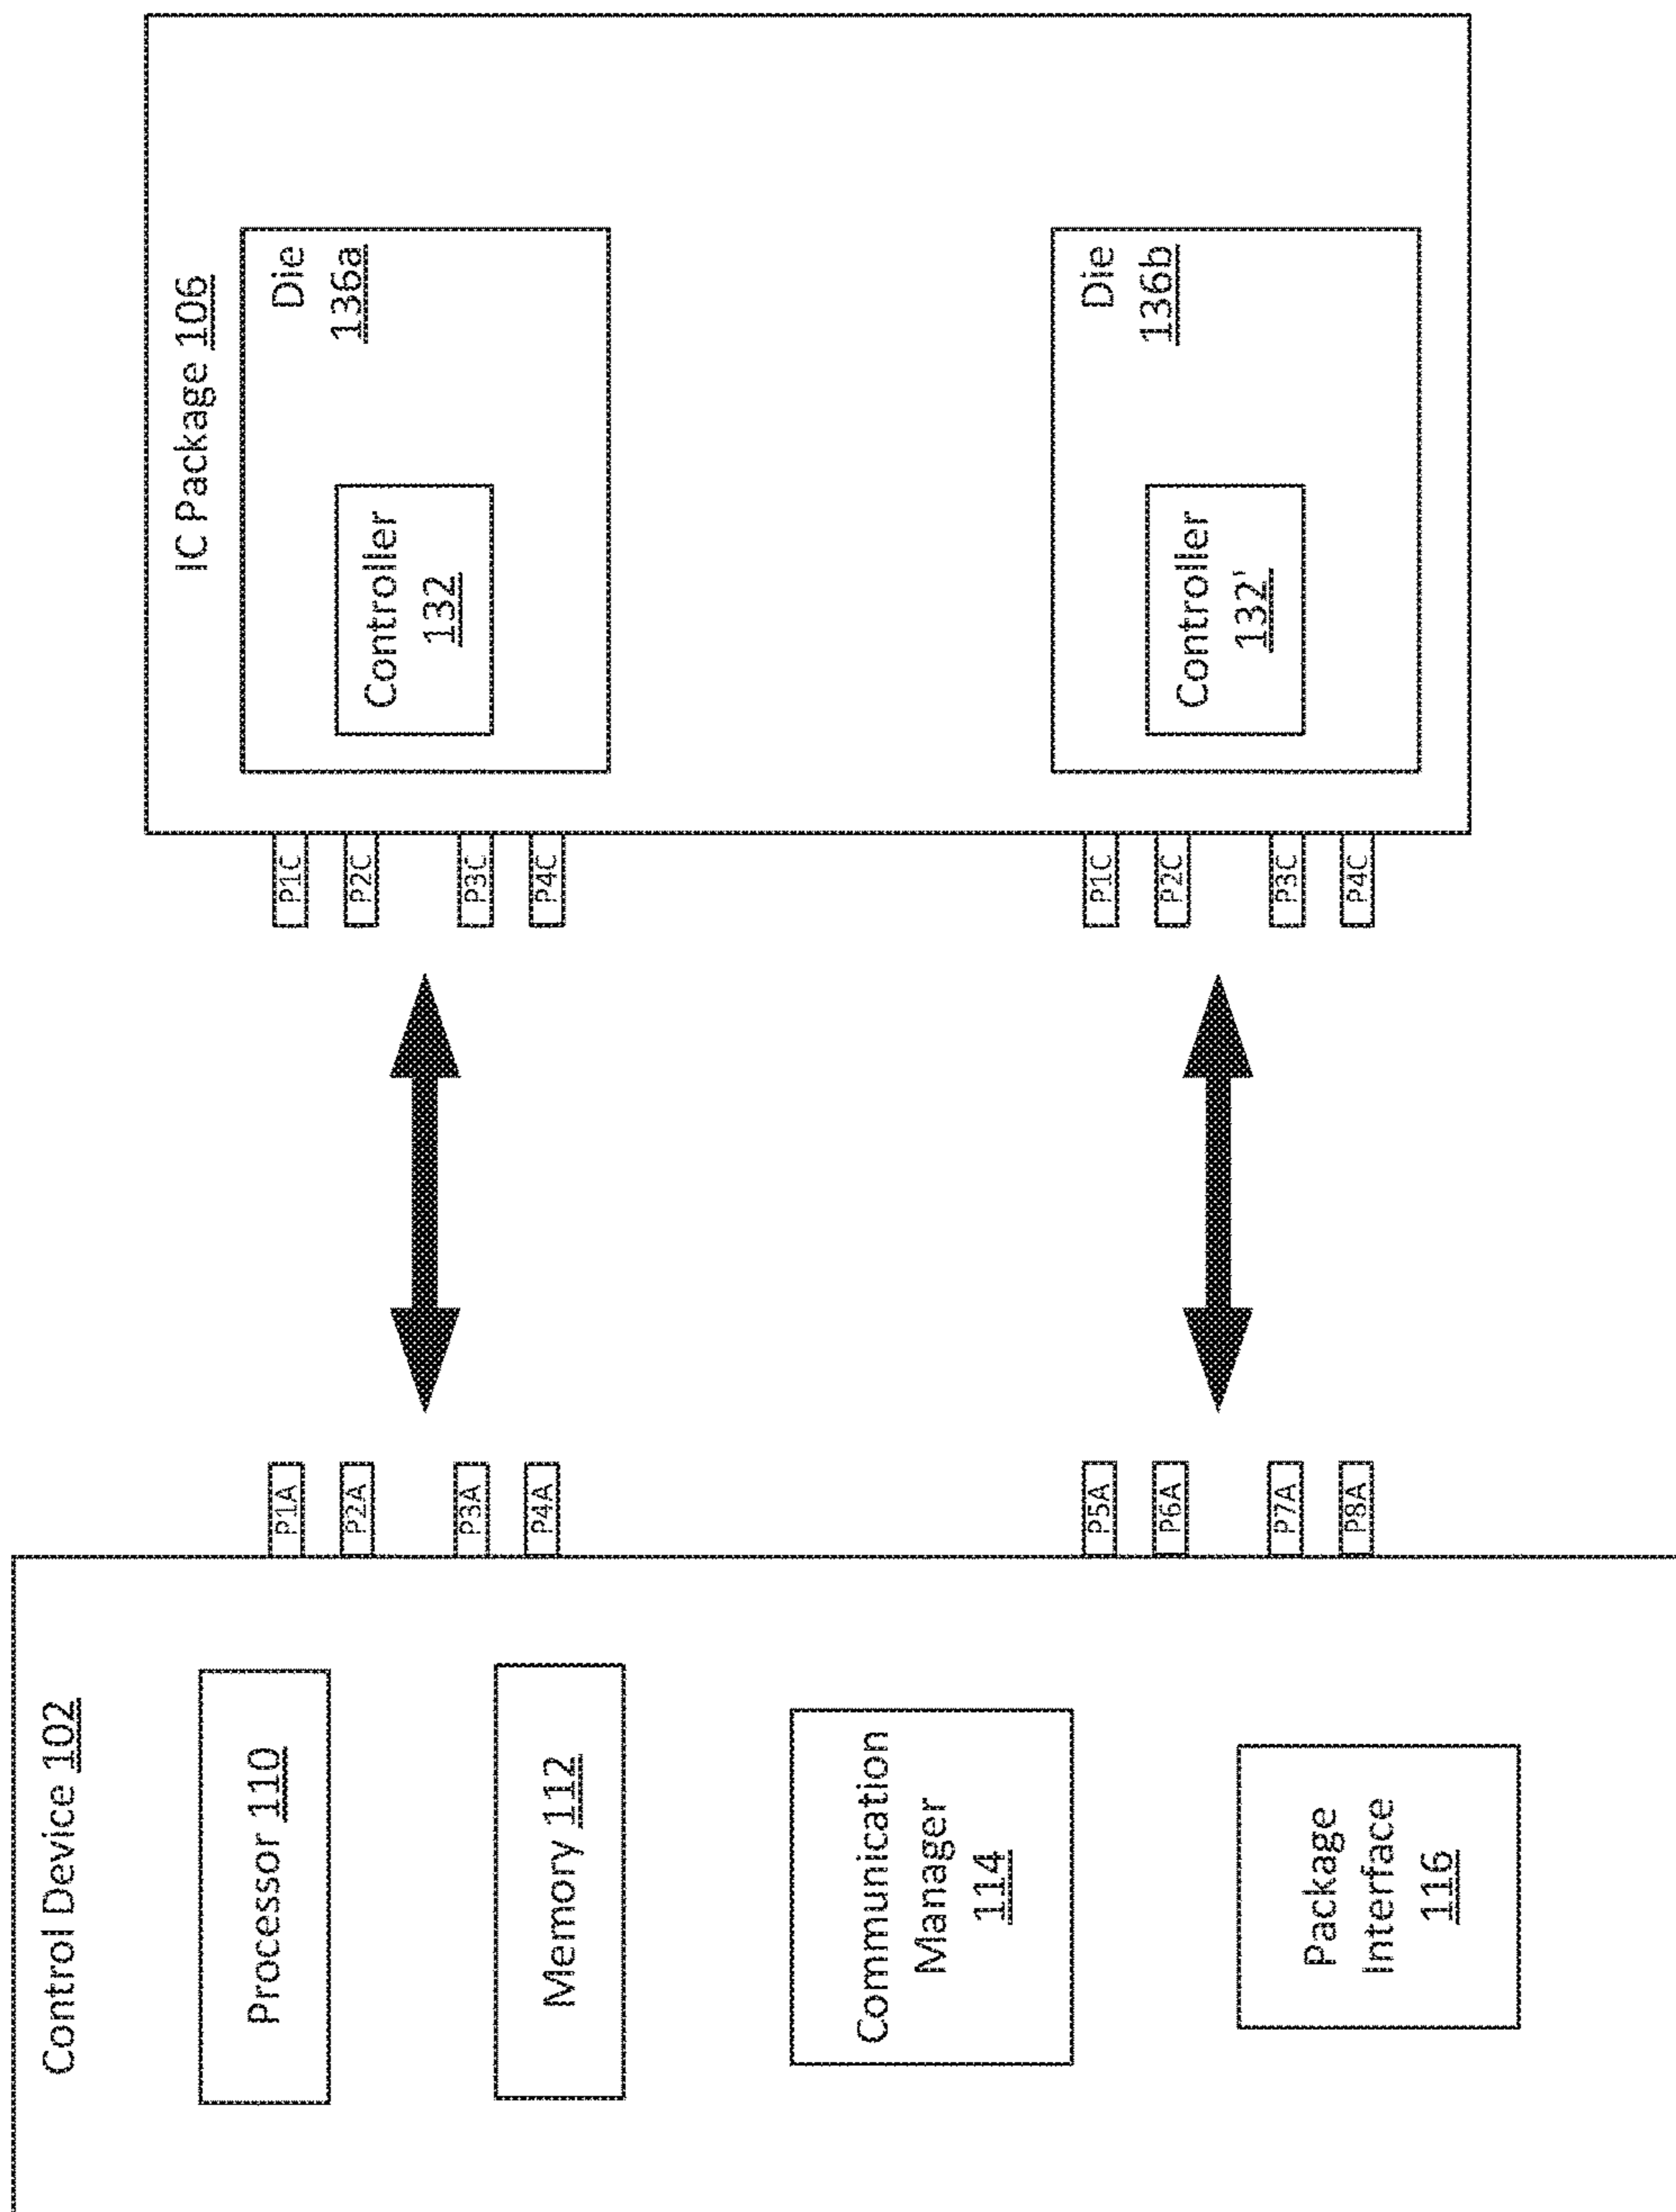 Control Device 102
Processor 110
Memory 112
Communication
Manager
114
Package
Interface
116
P1A
P2A
P3A
P4A
P5A
P6A
P7A
P8A
P1C
P2C
P3C
P4C
P1C
P2C
P3C
P4C
IC Package 106
Die
136a
Controller
132
Die
136b
Controller
132'